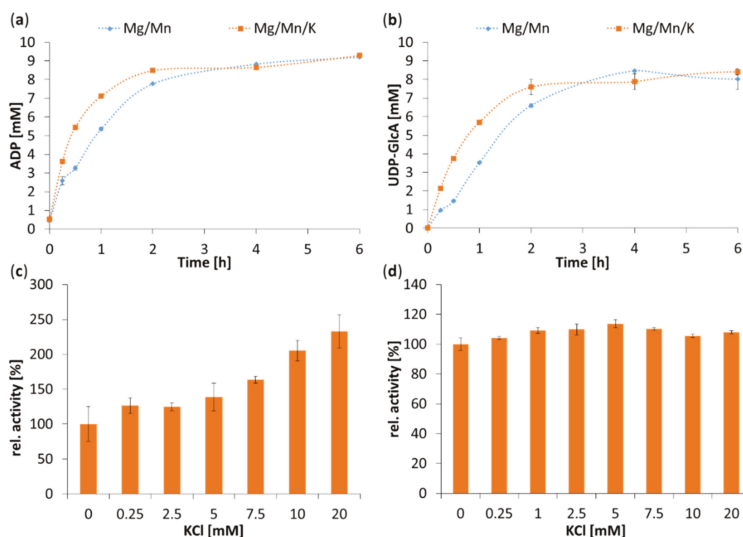 (a) Mg/Mn Mg/Mn/K
10
9
8
7
6
5
4
3
2
1
0
ADP [mM]
0 1 2 3 4 5 6
Time [h]
(b) Mg/Mn Mg/Mn/K
10
9
8
7
6
5
4
3
2
1
0
UDP-GlcA [mM]
0 1 2 3 4 5 6
Time [h]
(c)
300
250
200
150
100
50
0
rel. activity [%]
0 0.25 2.5 5 7.5 10 20
KCl [mM]
(d)
140
120
100
80
60
40
20
0
rel. activity [%]
0 0.25 1 2.5 5 7.5 10 20
KCl [mM]